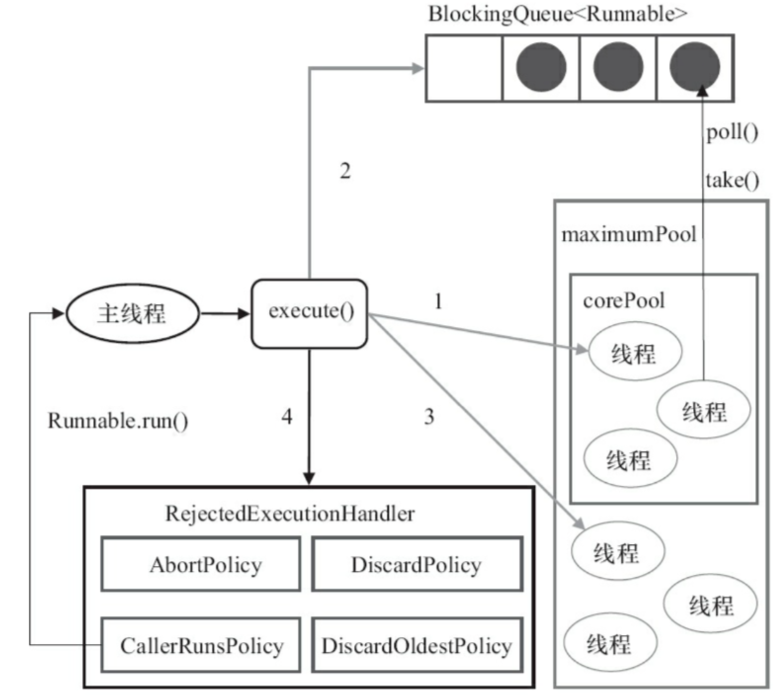 BlockingQueue<Runnable>
poll()
2
take()
maximumPool
主线程
execute()
1
corePool
线程
线程
Runnable.run()
4
3
线程
RejectedExecutionHandler
线程
AbortPolicy
DiscardPolicy
线程
CallerRunsPolicy
DiscardOldestPolicy
线程